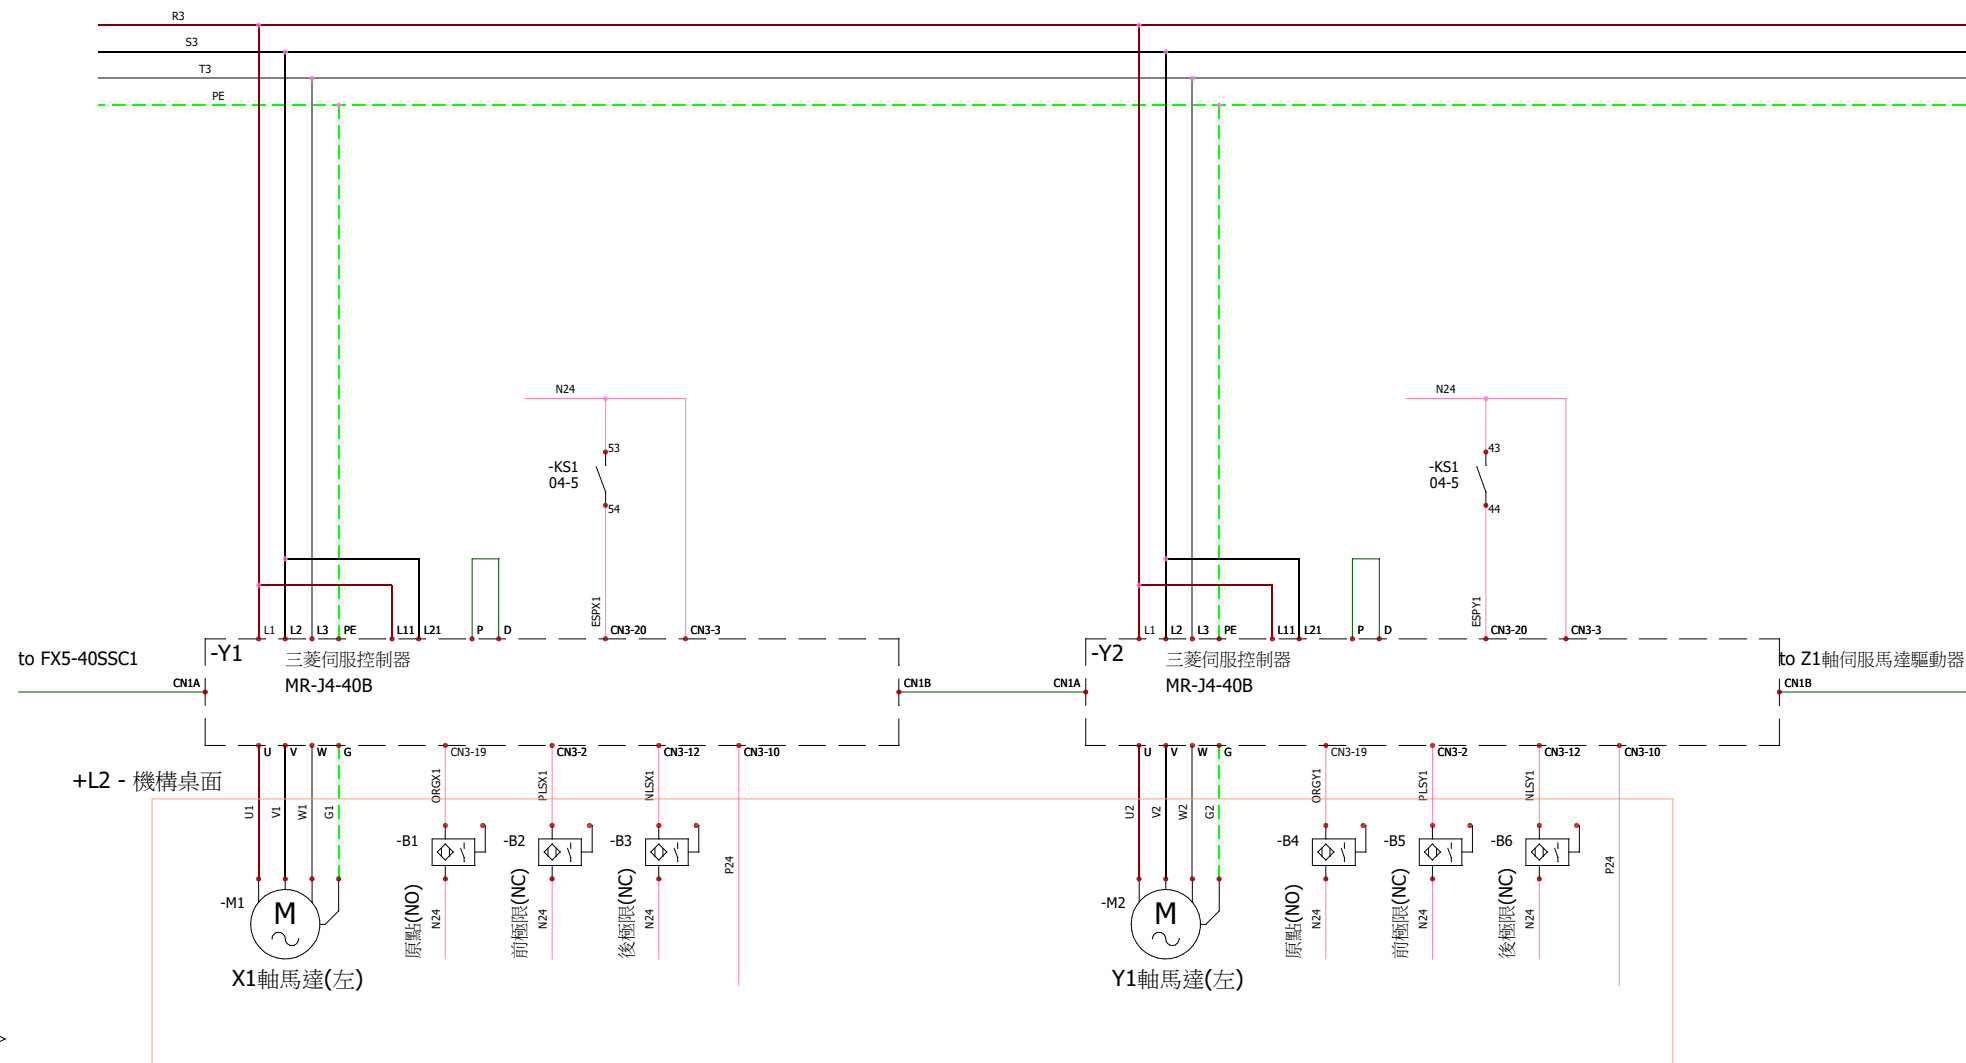 R3
S3
T3
PE
N24
N24
53
-KS1
04-5
54
43
-KS1
04-5
44
ESPX1
ESPY1
L1 L2 L3 PE L11 L21 P D CN3-20 CN3-3
L1 L2 L3 PE L11 L21 P D CN3-20 CN3-3
to FX5-40SSC1
-Y1
三菱伺服控制器
MR-J4-40B
CN1A
CN1B
-Y2
三菱伺服控制器
MR-J4-40B
CN1A
to Z1軸伺服馬達驅動器
CN1B
U V W G CN3-19 CN3-2 CN3-12 CN3-10
U V W G CN3-19 CN3-2 CN3-12 CN3-10
+L2 - 機構桌面
U1
V1
W1
G1
ORGX1
PLSX1
NLSX1
P24
-B1
-B2
-B3
原點(NO)
N24
前極限(NC)
N24
後極限(NC)
N24
-M1
M
X1軸馬達(左)
U2
V2
W2
G2
ORGY1
PLSY1
NLSY1
P24
-B4
-B5
-B6
原點(NO)
N24
前極限(NC)
N24
後極限(NC)
N24
-M2
M
Y1軸馬達(左)